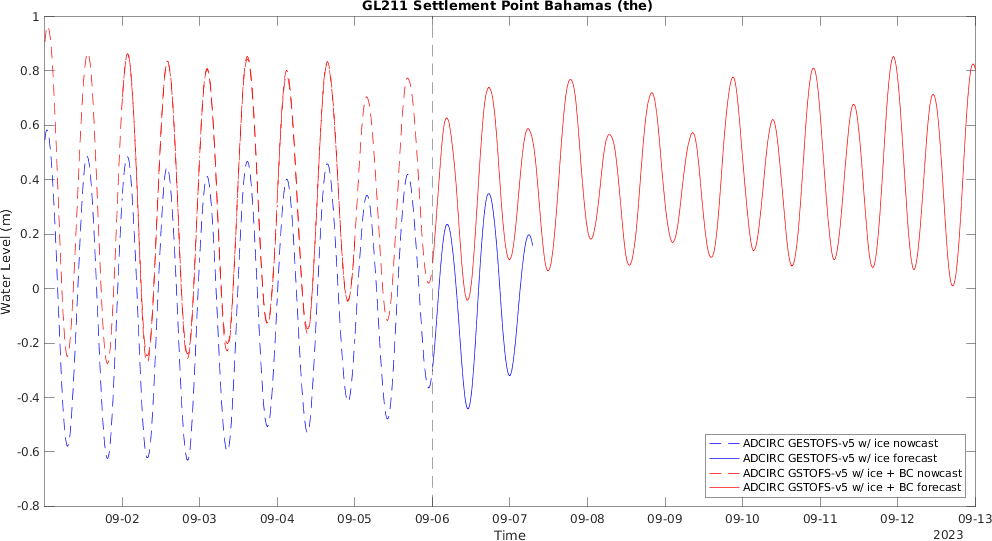 GL211 Settlement Point Bahamas (the)
1
0.8
0.6
0.4
0.2
0
-0.2
-0.4
-0.6
-0.8
Water Level (m)
ADCIRC GESTOFS-v5 w/ ice nowcast
ADCIRC GESTOFS-v5 w/ ice forecast
ADCIRC GSTOFS-v5 w/ ice + BC nowcast
ADCIRC GSTOFS-v5 w/ ice + BC forecast
09-02 09-03 09-04 09-05 09-06 09-07 09-08 09-09 09-10 09-11 09-12 09-13
Time
2023